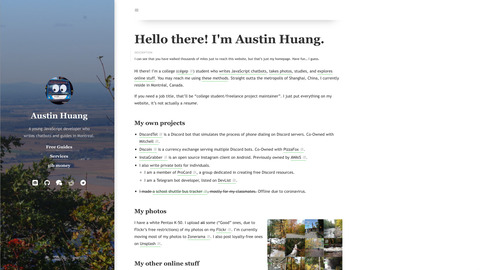 Hello there! I'm Austin Huang.
I can see that you have walked thousands of miles just to reach this website, but that's just my homepage. Have fun, I guess.
Hi there! I'm a college (cégep) student who writes JavaScript chatbots, takes photos, studies, and explores
online stuff. You may reach me using these methods. Straight outta the metropolis of Shanghai, China, I currently
reside in Montréal, Canada.
If you need a job title, that'll be "college student/freelance project maintainer". I just put everything on my
website, it's not actually a resume.
Austin Huang
A young JavaScript developer who
writes chatbots and guides in Montreal.
Free Guides
Services
gib money
My own projects
DiscordTel is a Discord bot that simulates the process of phone dialing on Discord servers. Co-Owned with
Mitchell.
Discoin is a currency exchange serving multiple Discord bots. Co-Owned with PizzaFox.
InstaGrabber is an open source Instagram client on Android. Previously owned by AWAiS.
I also write private bots for individuals.
I am a member of ProCord, a group dedicated in creating free Discord resources.
I am a Telegram bot developer, listed on DevList.
I made a school shuttle bus tracker, mostly for my classmates. Offline due to coronavirus.
My photos
I have a white Pentax K-50. I upload all some ("Good" ones, due to
Flickr's free restrictions) of my photos on my Flickr. I'm currently
moving most of my photos to Zenerama. I also post loyalty-free ones
on Unsplash.
My other online stuff